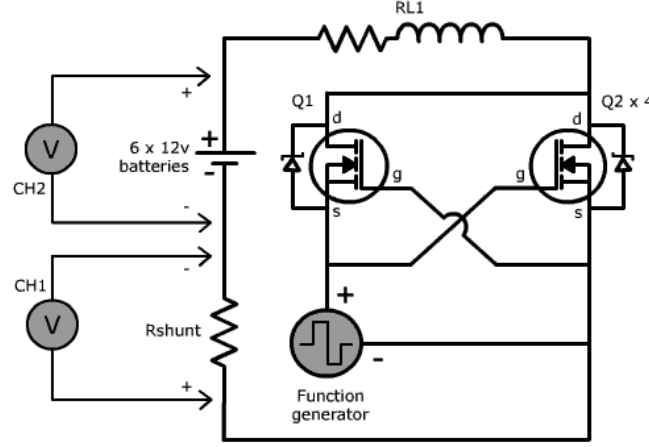 RL1
+
Q1
d
Q2 x 4
d
V
CH2
6 x 12v
batteries
+
-
g
g
s
s
-
-
CH1
V
Rshunt
+
+
-
Function
generator